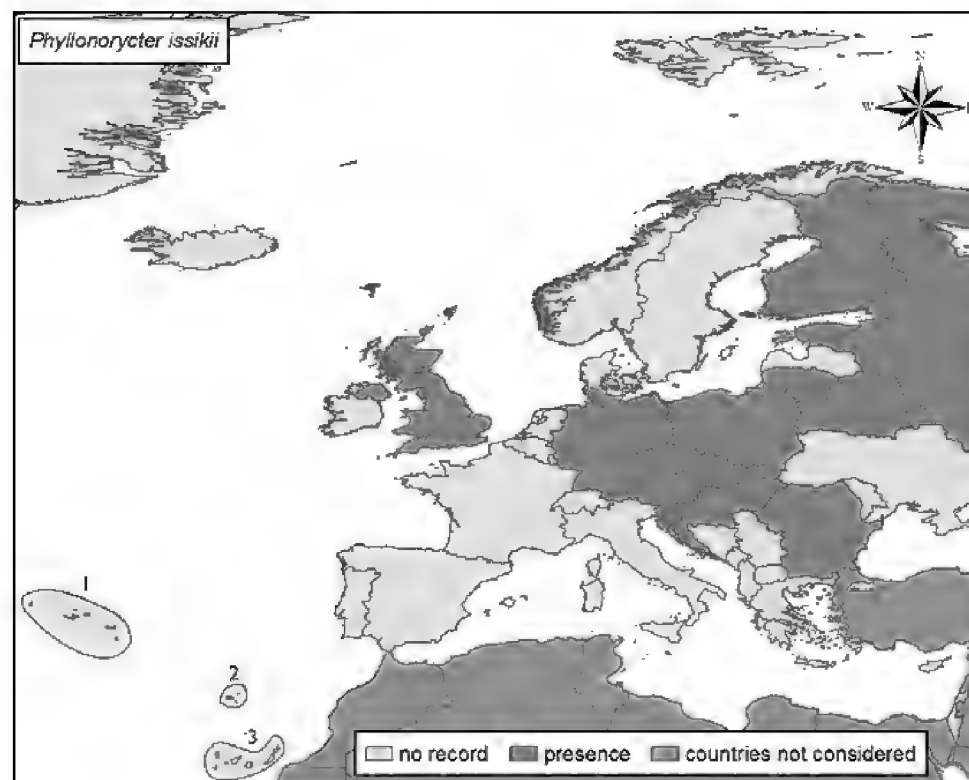 Phyllonorycter issikii
N
W
S
1
2
3
no record presence countries not considered